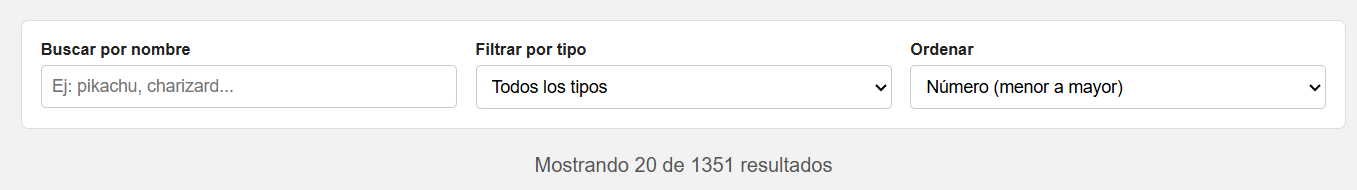 Buscar por nombre
Filtrar por tipo
Ordenar
Ej: pikachu, charizard...
Todos los tipos
Número (menor a mayor)
Mostrando 20 de 1351 resultados